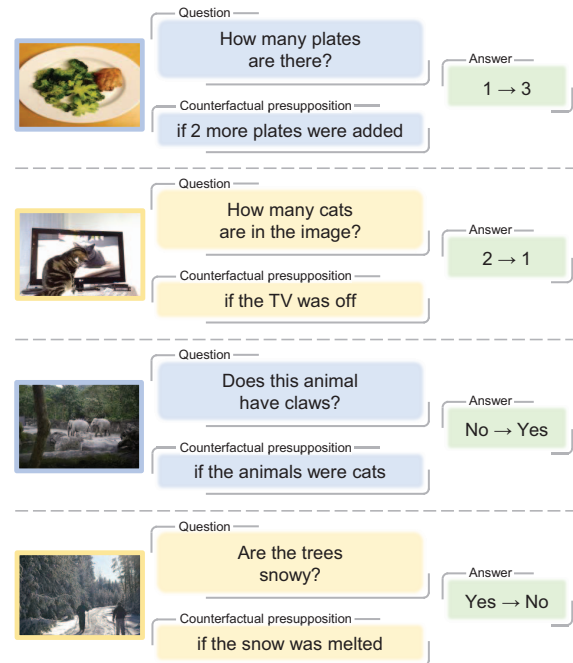 Question
How many plates
are there?
Answer
1 → 3
Counterfactual presupposition
if 2 more plates were added
Question
How many cats
are in the image?
Answer
2 → 1
Counterfactual presupposition
if the TV was off
Question
Does this animal
have claws?
Answer
No → Yes
Counterfactual presupposition
if the animals were cats
Question
Are the trees
snowy?
Answer
Yes → No
Counterfactual presupposition
if the snow was melted